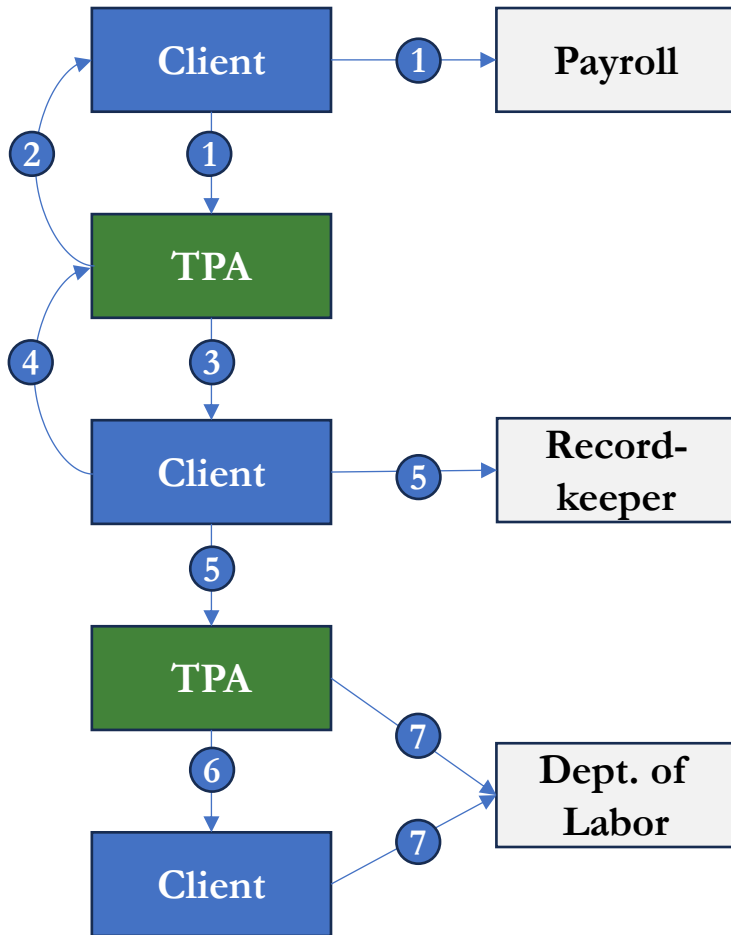 Client
1
Payroll
2
1
TPA
4
3
Client
5
Record-
keeper
5
TPA
7
6
Dept. of
Labor
Client
7